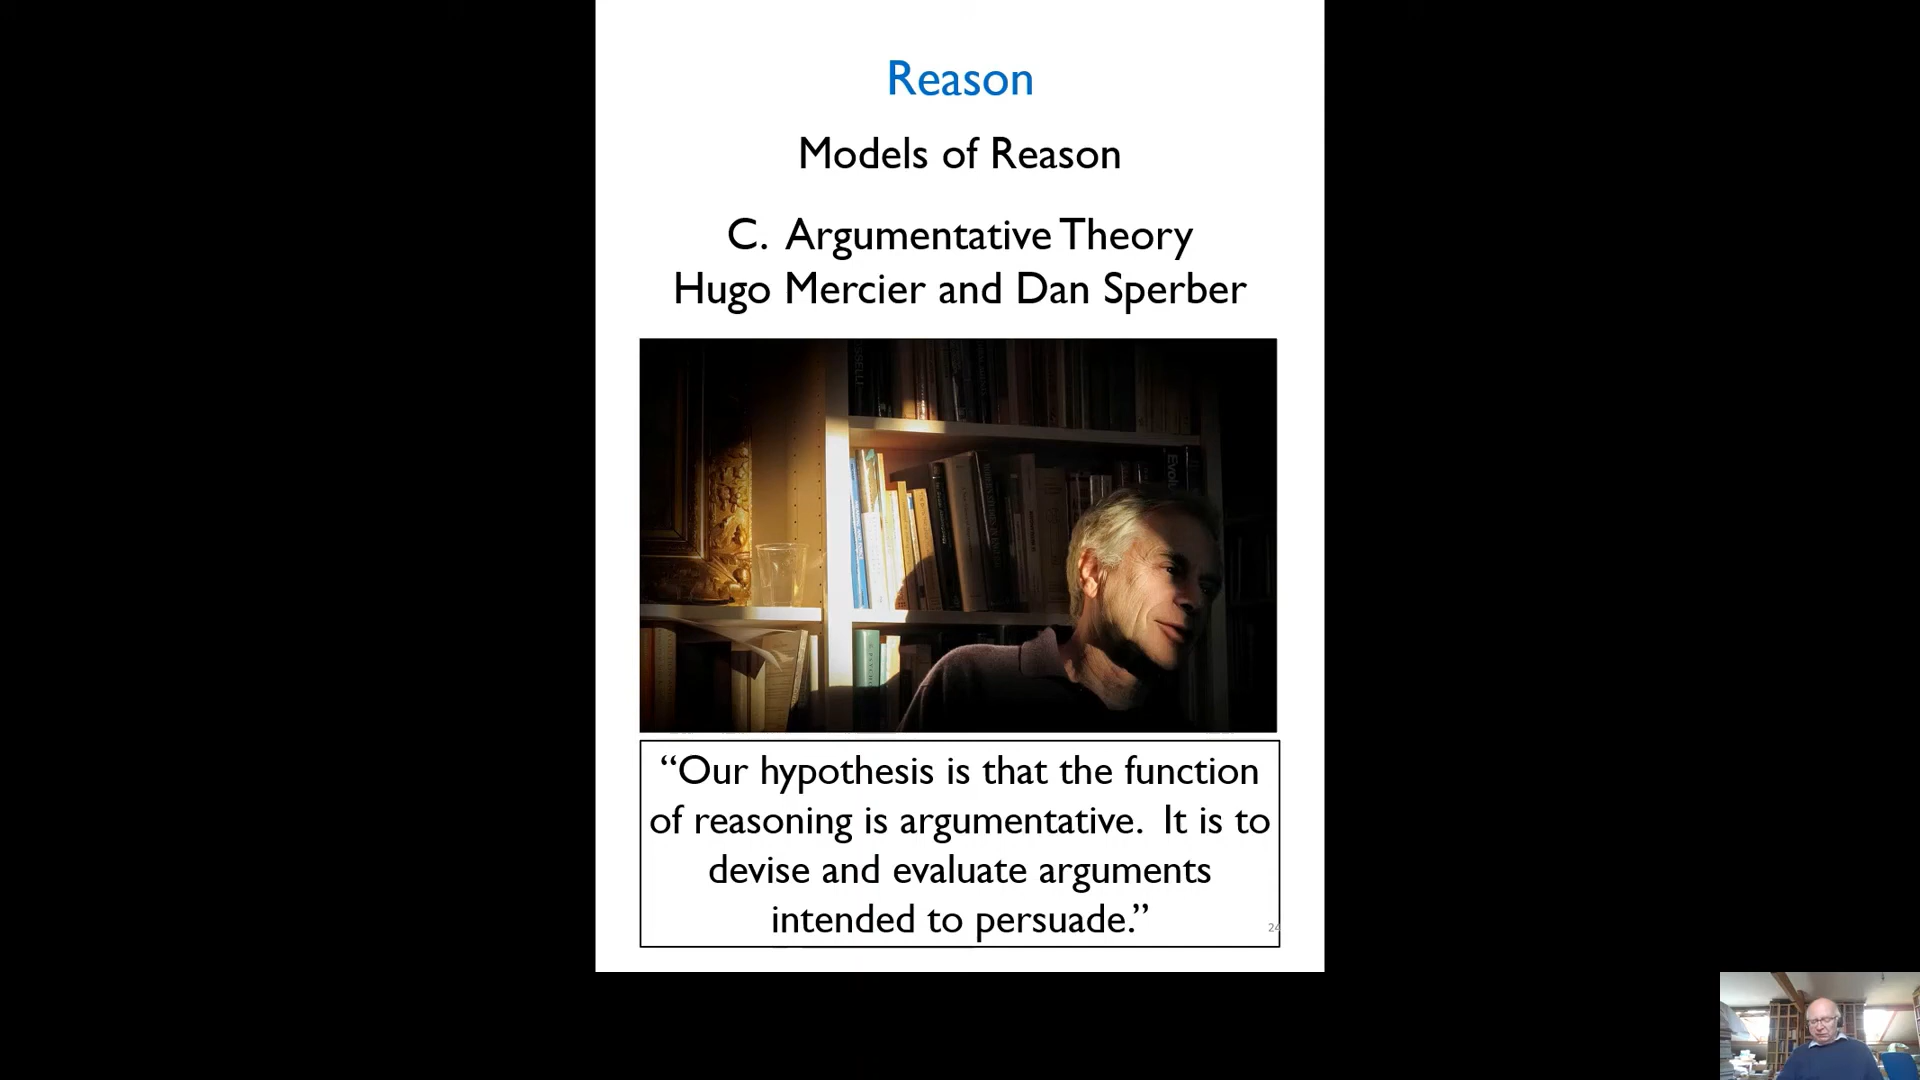 Reason
Models of Reason
C. Argumentative Theory
Hugo Mercier and Dan Sperber
“Our hypothesis is that the function
of reasoning is argumentative. It is to
devise and evaluate arguments
intended to persuade.”
24